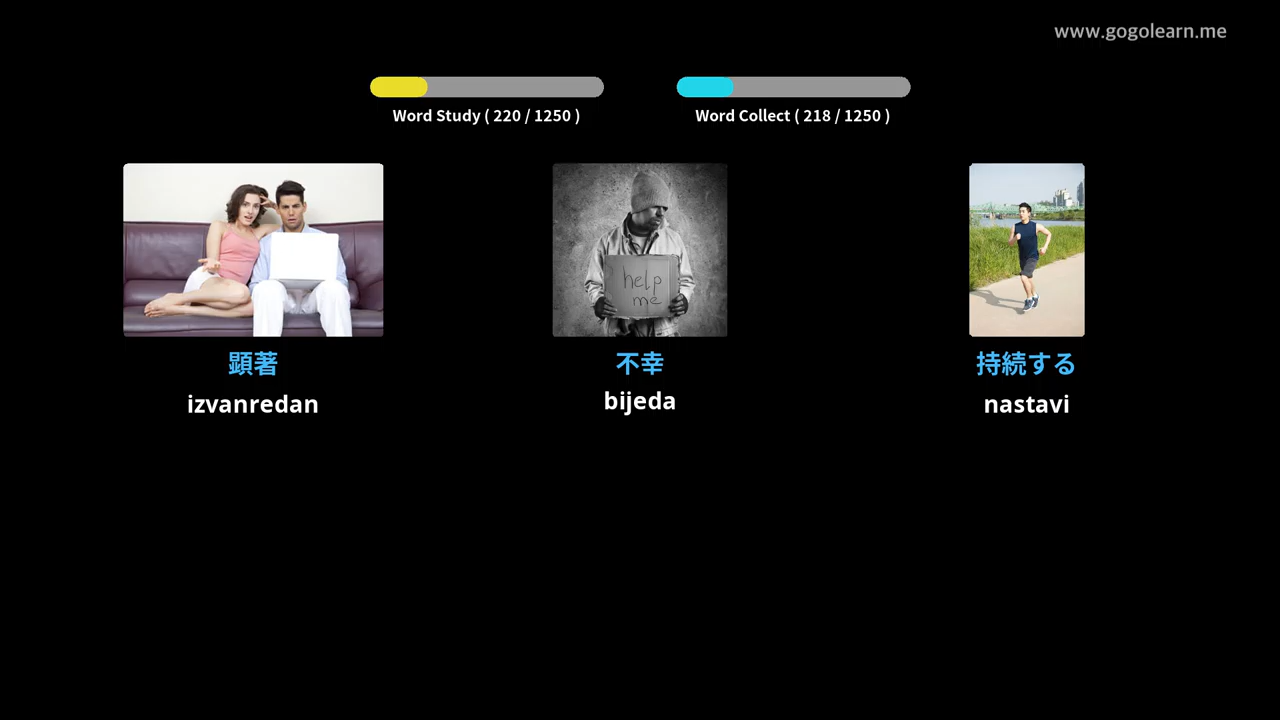 www.gogolearn.me
Word Study ( 220 / 1250 )
Word Collect ( 218 / 1250 )
help
me
顕著
不幸
持続する
izvanredan
bijeda
nastavi